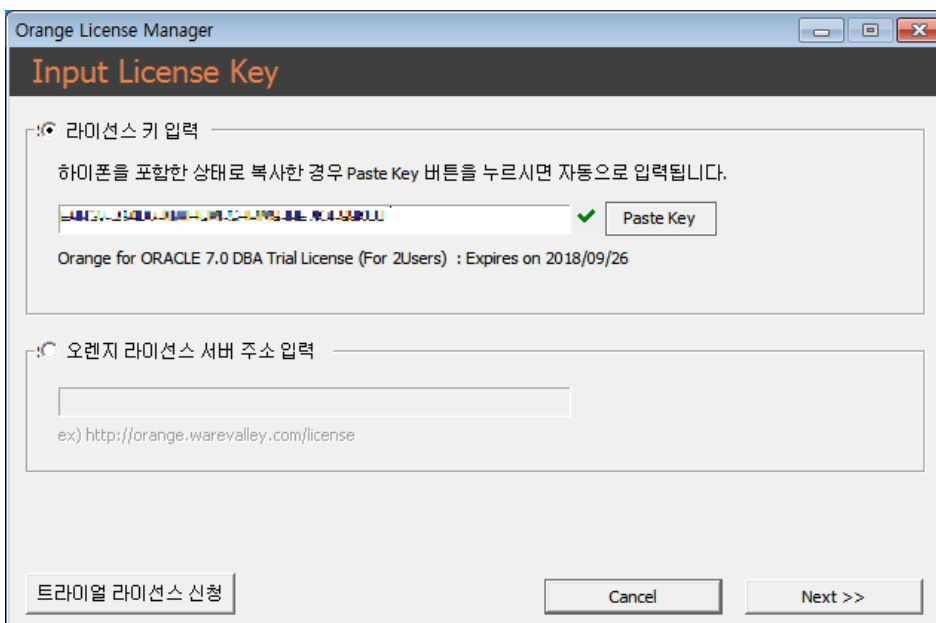 Orange License Manager
Input License Key
라이선스 키 입력
하이폰을 포함한 상태로 복사한 경우 Paste Key 버튼을 누르시면 자동으로 입력됩니다.
Paste Key
Orange for ORACLE 7.0 DBA Trial License (For 2Users) : Expires on 2018/09/26
오렌지 라이선스 서버 주소 입력
ex) http://orange.warevalley.com/license
트라이얼 라이선스 신청
Cancel
Next >>